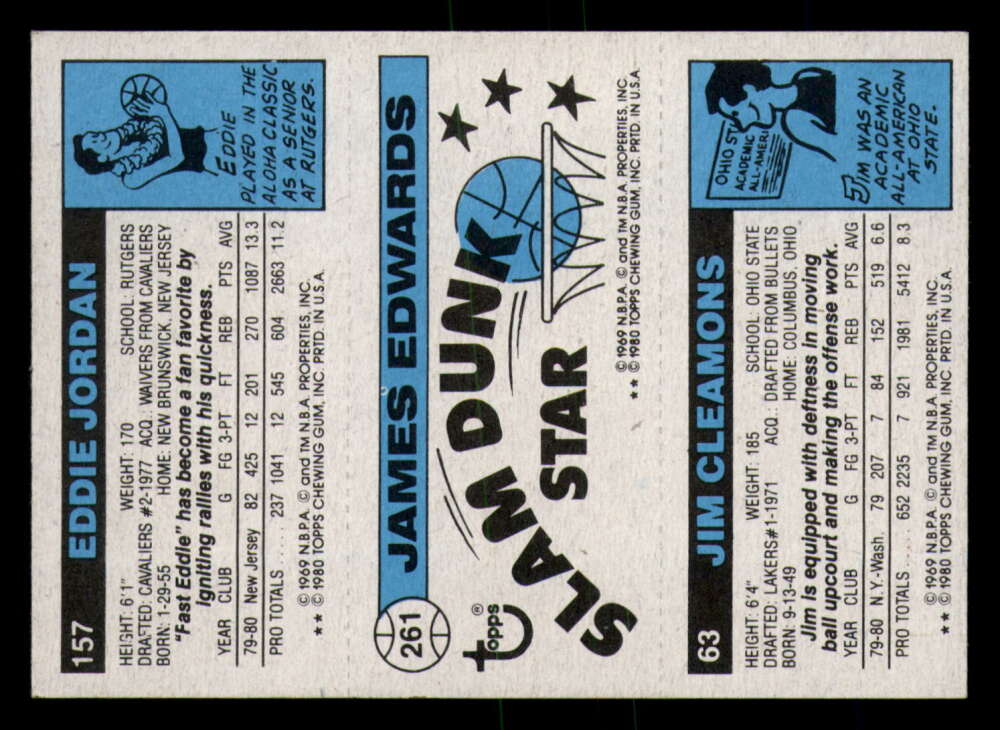 157 EDDIE JORDAN
HEIGHT: 6'1" WEIGHT: 170 SCHOOL: RUTGERS
DRAFTED: CAVALIERS #2-1977 ACQ.: WAIVERS FROM CAVALIERS
BORN: 1-29-55 HOME: NEW BRUNSWICK, NEW JERSEY
"Fast Eddie" has become a fan favorite by
igniting rallies with his quickness.
YEAR CLUB G FG 3-PT FT REB PTS AVG
79-80 New Jersey 82 425 12 201 270 1087 13.3
PRO TOTALS..... 237 1041 12 545 604 2663 11.2
© 1969 N.B.P.A. © and TM N.B.A. PROPERTIES, INC.
★★ © 1980 TOPPS CHEWING GUM, INC. PRTD. IN U.S.A.
EDDIE
PLAYED IN THE
ALOHA CLASSIC
AS A SENIOR
AT RUTGERS.
261 JAMES EDWARDS
topps®
SLAM DUNK
STAR
© 1969 N.B.P.A. © and TM N.B.A. PROPERTIES, INC.
★★ © 1980 TOPPS CHEWING GUM, INC. PRTD. IN U.S.A.
63 JIM CLEAMONS
HEIGHT: 6'4" WEIGHT: 185 SCHOOL: OHIO STATE
DRAFTED: LAKERS#1-1971 ACQ.: DRAFTED FROM BULLETS
BORN: 9-13-49 HOME: COLUMBUS, OHIO
Jim is equipped with deftness in moving
ball upcourt and making the offense work.
YEAR CLUB G FG 3-PT FT REB PTS AVG
79-80 N.Y.-Wash. 79 207 7 84 152 519 6.6
PRO TOTALS.... 652 2235 7 921 1981 5412 8.3
© 1969 N.B.P.A. © and TM N.B.A. PROPERTIES, INC.
★★ © 1980 TOPPS CHEWING GUM, INC. PRTD. IN U.S.A.
OHIO ST
ACADEMIC
ALL-AMERI
JIM WAS AN
ACADEMIC
ALL-AMERICAN
AT OHIO
STATE.